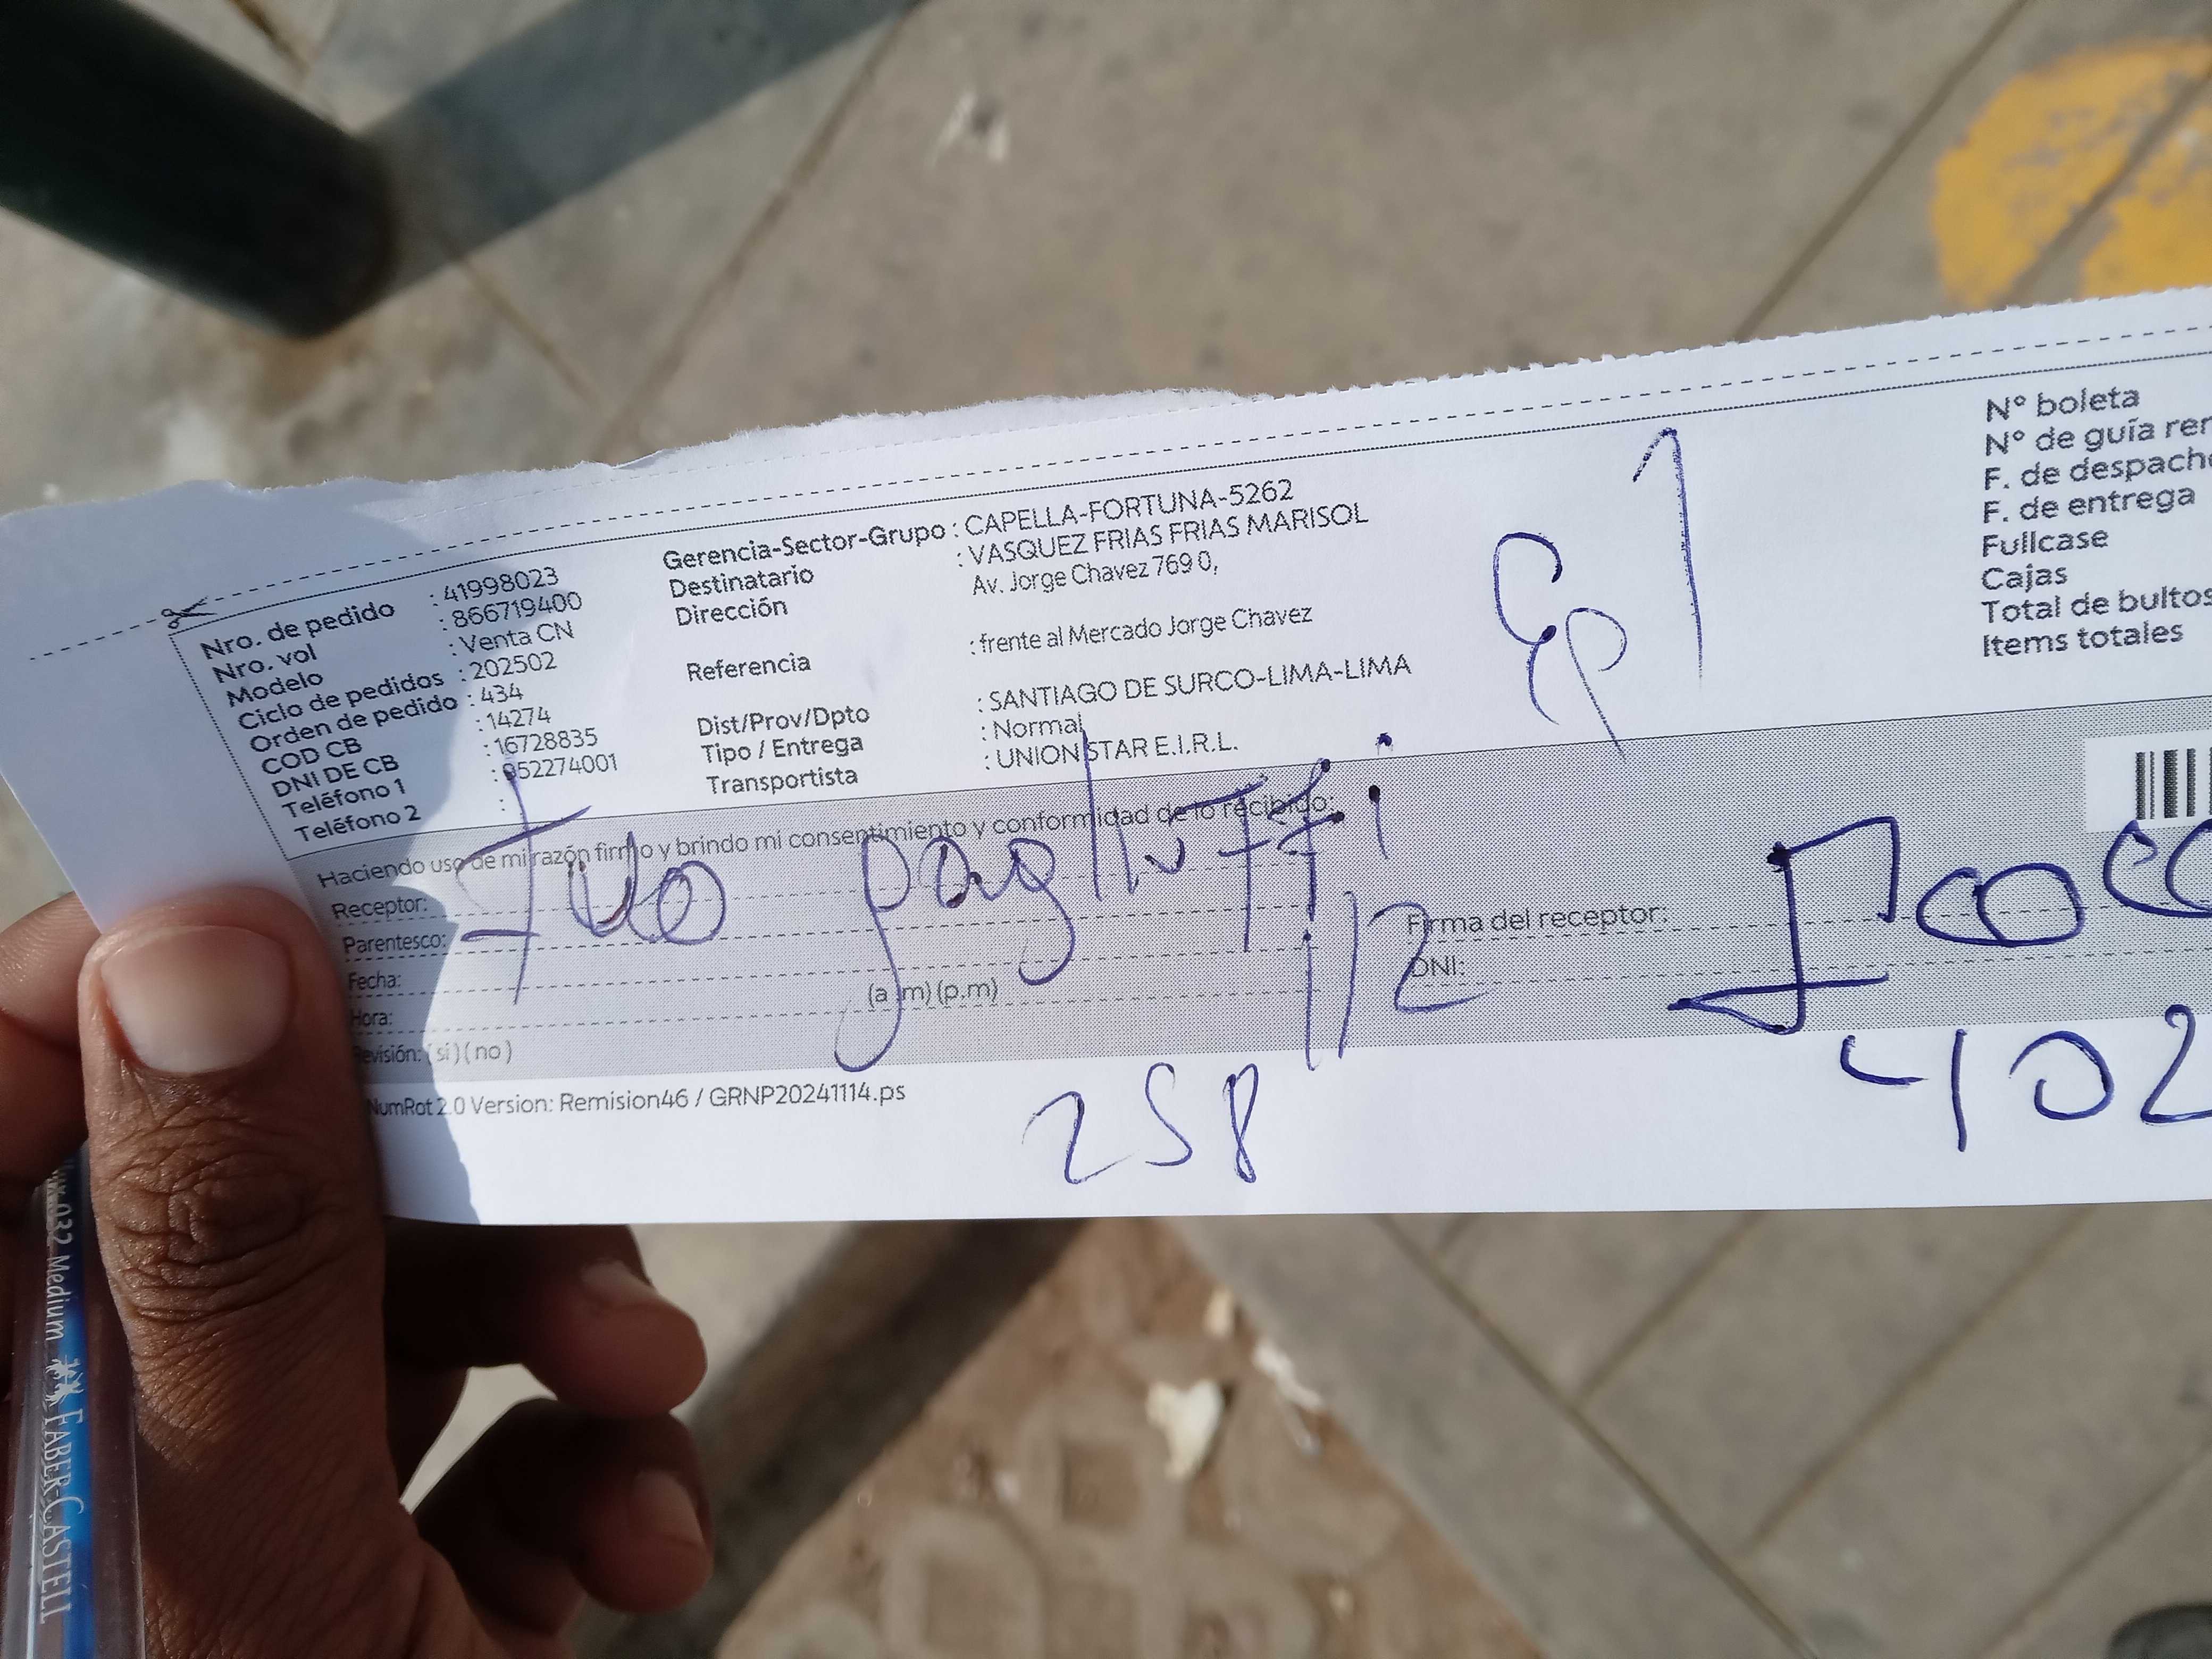 Nro. de pedido : 41998023
Nro. vol : 866719400
Modelo : Venta CN
Ciclo de pedidos : 202502
Orden de pedido : 434
COD CB : 14274
DNI DE CB : 16728835
Teléfono 1 : 952274001
Teléfono 2 :
Gerencia-Sector-Grupo : CAPELLA-FORTUNA-5262
Destinatario : VASQUEZ FRIAS FRIAS MARISOL
Dirección Av. Jorge Chavez 769 0,
Referencia : frente al Mercado Jorge Chavez
Dist/Prov/Dpto : SANTIAGO DE SURCO-LIMA-LIMA
Tipo / Entrega : Normal
Transportista : UNION STAR E.I.R.L.
N° boleta
N° de guía rem
F. de despacho
F. de entrega
Fullcase
Cajas
Total de bultos
Items totales
Haciendo uso de mi razón firmo y brindo mi consentimiento y conformidad de lo recibido:
Receptor:
Parentesco:
Fecha:
Hora: (a.m) (p.m)
Revisión: (si) (no)
Firma del receptor:
DNI:
112
258
402
NumRot 2.0 Version: Remision46 / GRNP20241114.ps
032 Medium FABER-CASTELL